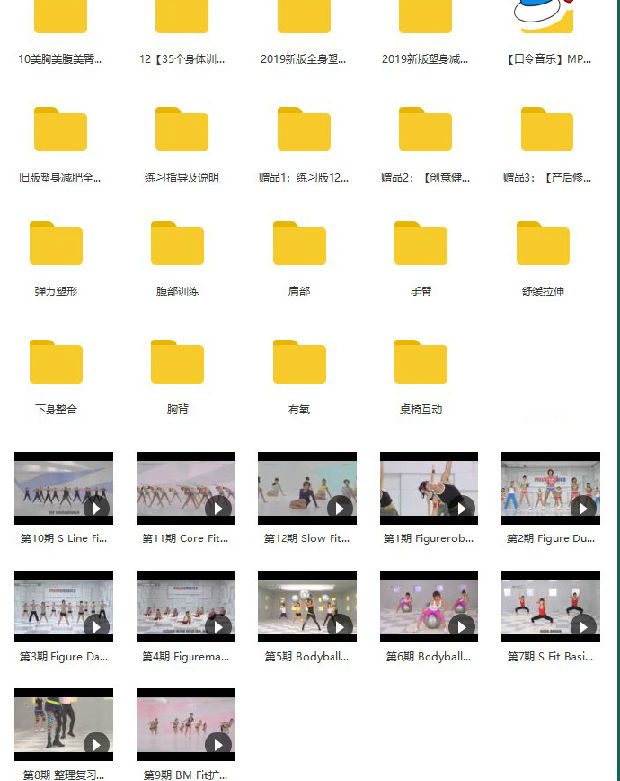 10美胸美腹美臀...
12【35个身体训...
2019新版全身塑...
2019新版塑身减...
【口令音乐】MP...
旧版瘦身减肥全...
练习指导及说明
赠品1：练习版12...
赠品2：【创意健...
赠品3：【产后修...
弹力塑形
腹部训练
肩部
手臂
舒缓拉伸
下身整合
胸背
有氧
桌椅互动
第10期 S Line Fi...
第11期 Core Fit...
第12期 Slow Fit...
第1期 Figurerob...
第2期 Figure Du...
第3期 Figure Da...
第4期 Figurema...
第5期 Bodyball...
第6期 Bodyball...
第7期 S Fit Basi...
第8期 整理复习...
第9期 BM Fit扩...